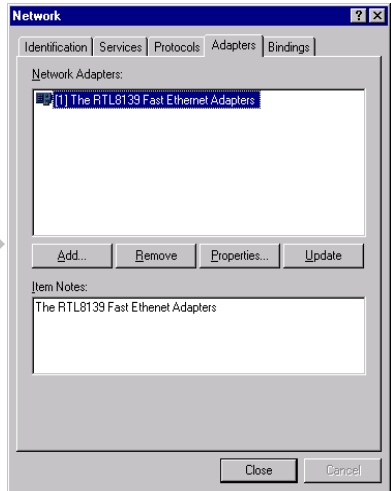 Network ? X
Identification Services Protocols Adapters Bindings
Network Adapters:
[1] The RTL8139 Fast Ethernet Adapters
Add... Remove Properties... Update
Item Notes:
The RTL8139 Fast Ethenet Adapters
Close Cancel